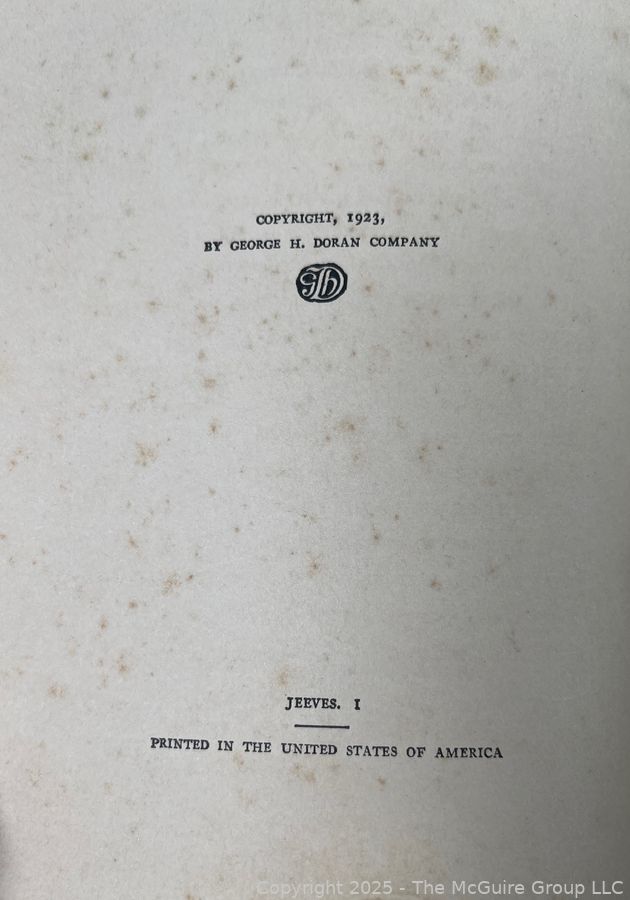 COPYRIGHT, 1923,
BY GEORGE H. DORAN COMPANY
JEEVES. I
PRINTED IN THE UNITED STATES OF AMERICA
Copyright 2025 - The McGuire Group LLC